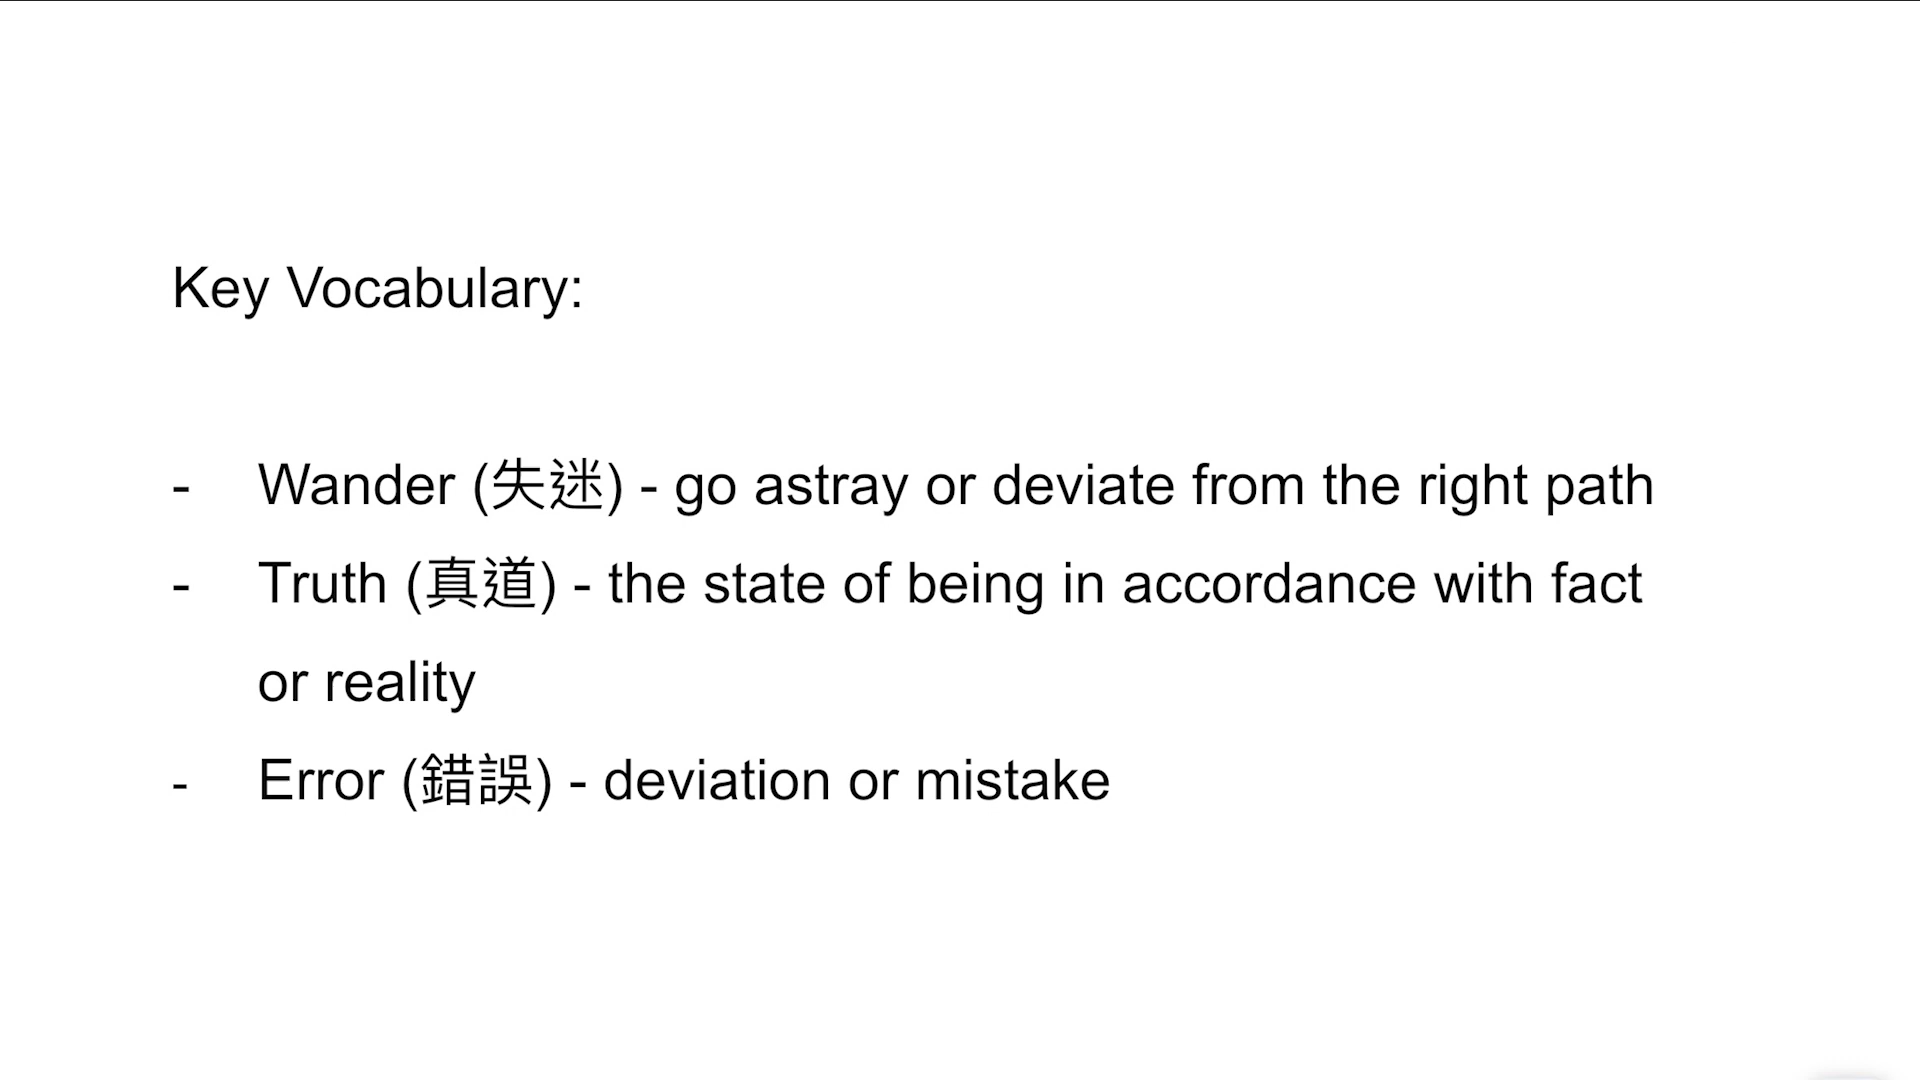 Key Vocabulary:
- Wander (失迷) - go astray or deviate from the right path
- Truth (真道) - the state of being in accordance with fact
or reality
- Error (錯誤) - deviation or mistake